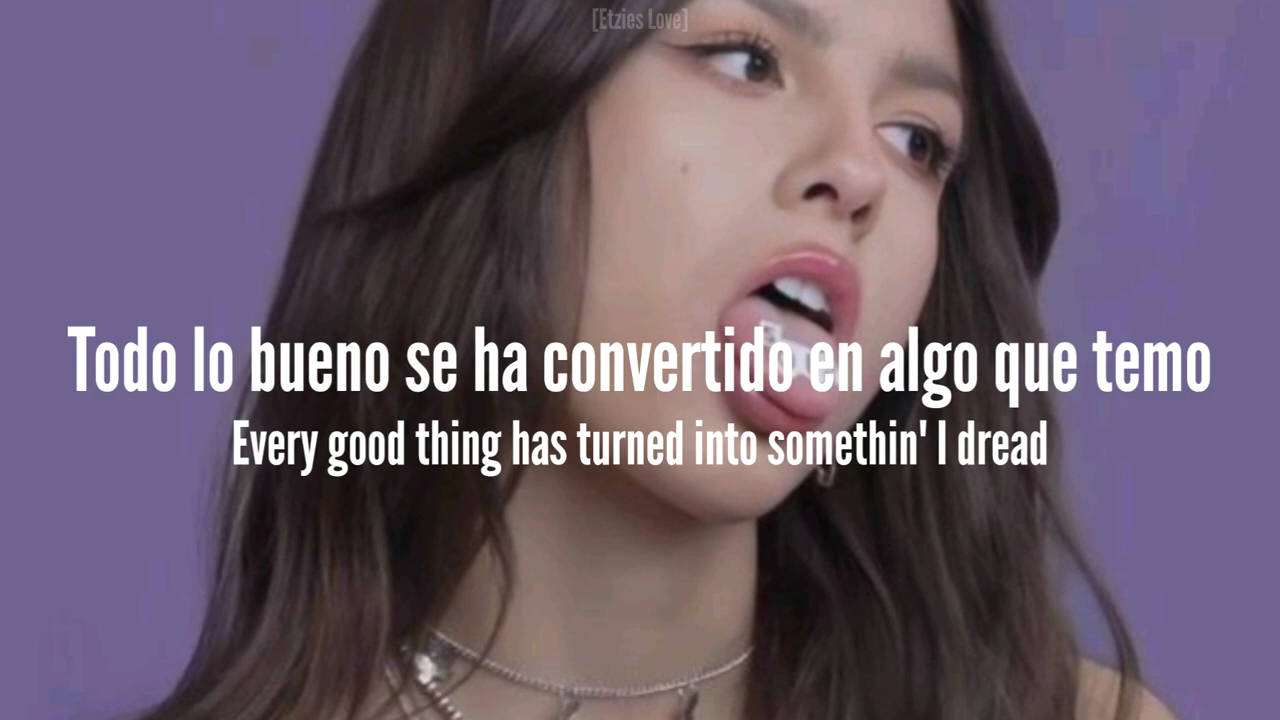 [Etzies Love]
Todo lo bueno se ha convertido en algo que temo
Every good thing has turned into somethin' I dread